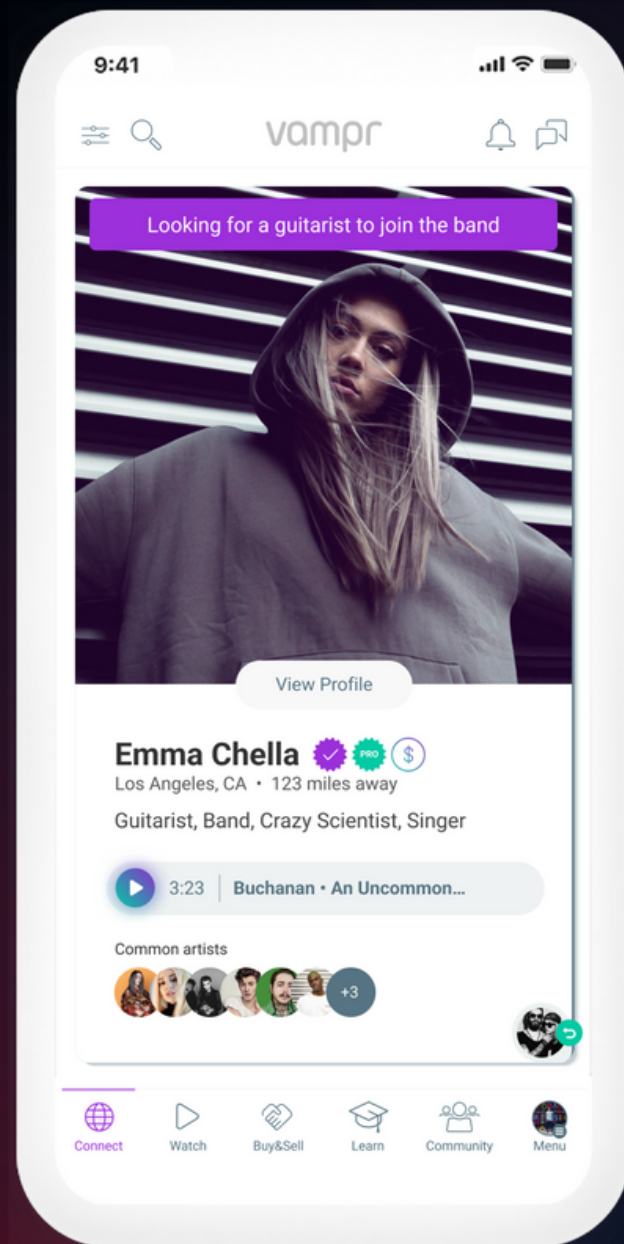 9:41
vampr
Looking for a guitarist to join the band
View Profile
Emma Chella
PRO
$
Los Angeles, CA • 123 miles away
Guitarist, Band, Crazy Scientist, Singer
3:23
Buchanan • An Uncommon...
Common artists
+3
Connect
Watch
Buy&Sell
Learn
Community
Menu